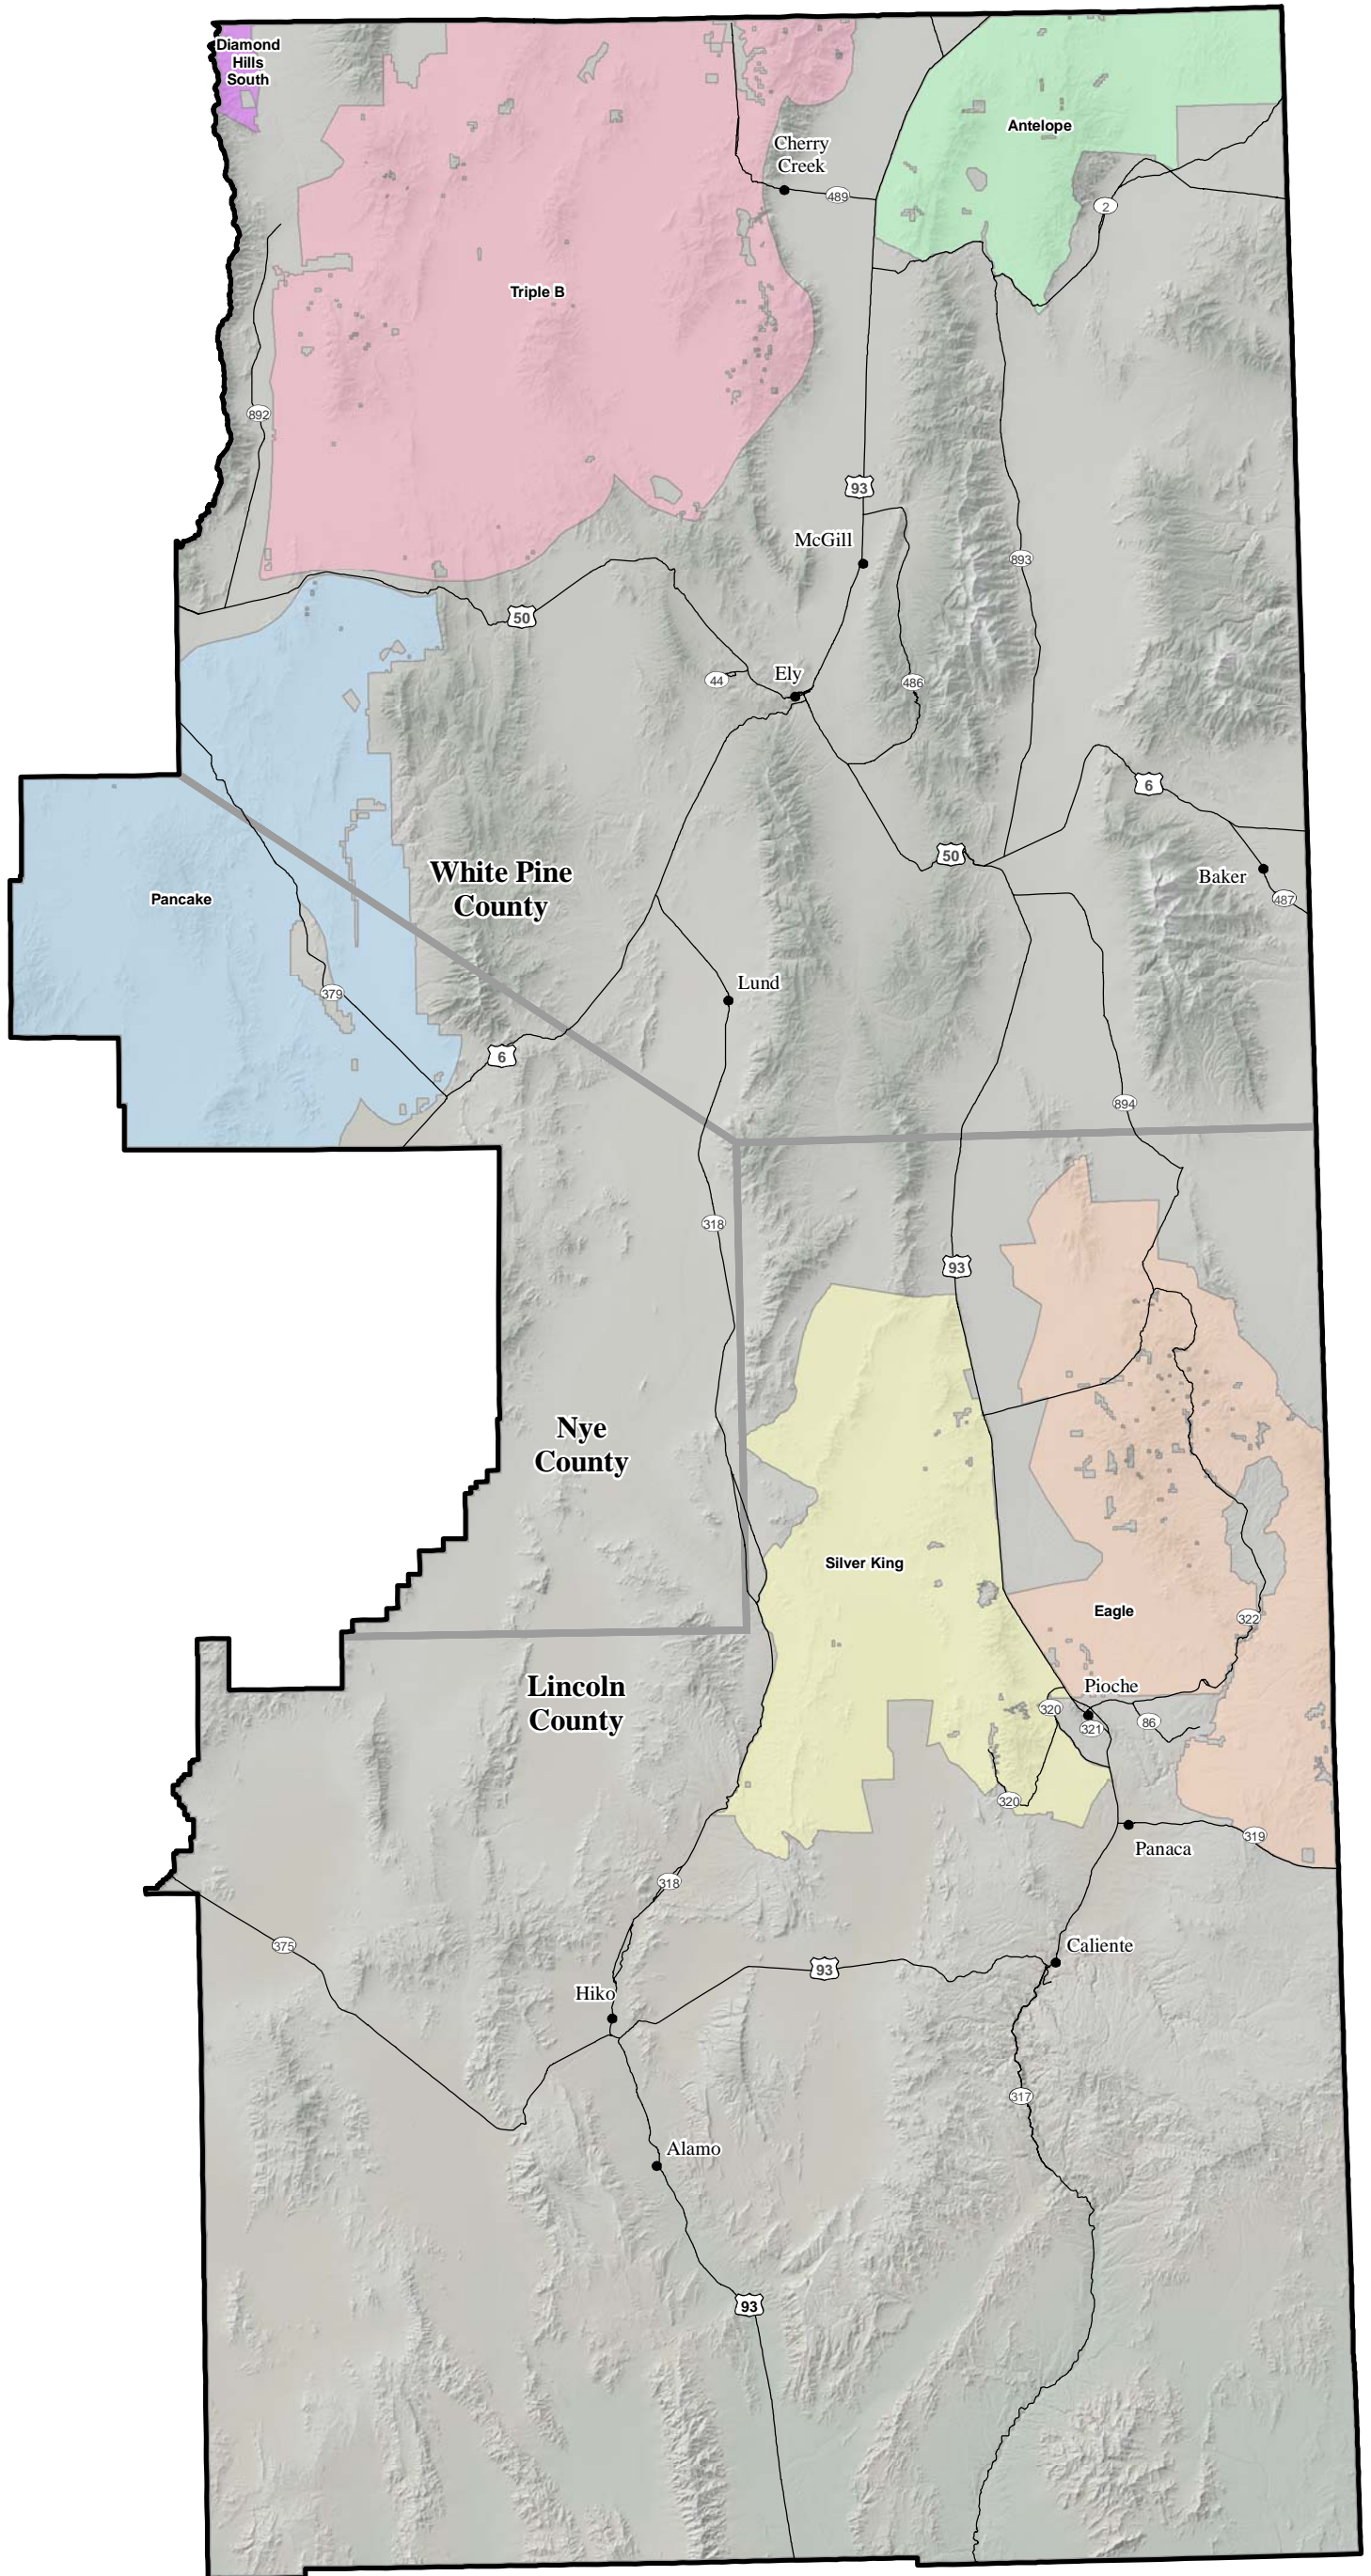 Diamond
Hills
South
Antelope
Cherry
Creek
489
2
Triple B
892
93
McGill
893
50
44
Ely
486
6
50
Baker
487
White Pine
County
Pancake
379
Lund
6
894
318
93
Nye
County
Silver King
Eagle
322
Lincoln
County
Pioche
320
321
86
320
319
Panaca
318
375
Caliente
93
Hiko
317
Alamo
93